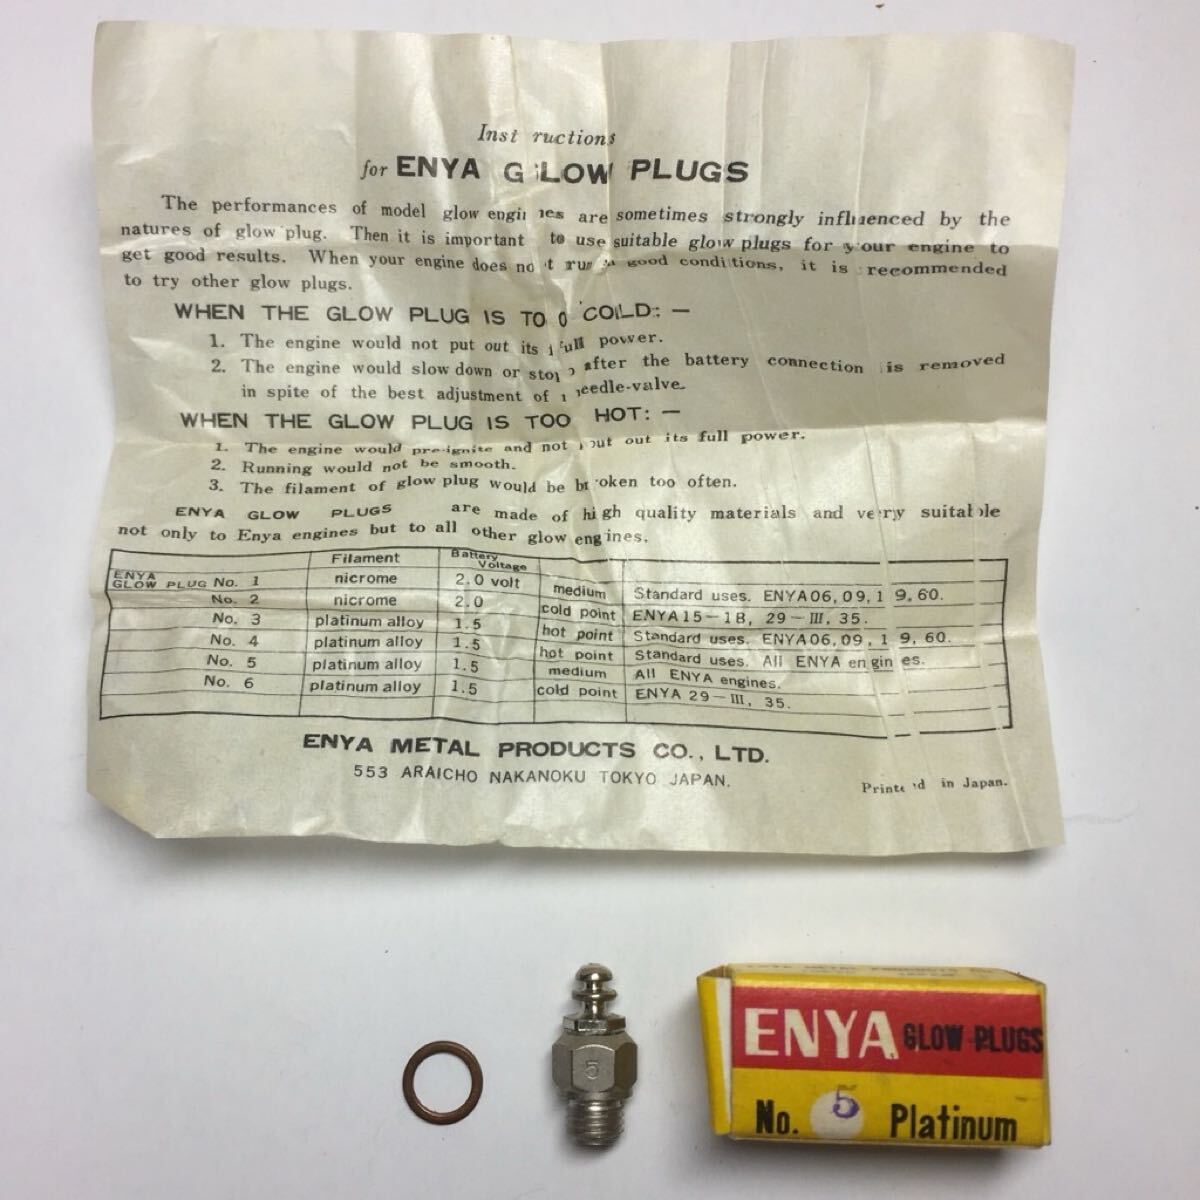 Instructions
for ENYA GLOW PLUGS
The performances of model glow engines are sometimes strongly influenced by the
natures of glow plug. Then it is important to use suitable glow plugs for your engine to
get good results. When your engine does not run in good conditions, it is recommended
to try other glow plugs.
WHEN THE GLOW PLUG IS TOO COLD: —
1. The engine would not put out its full power.
2. The engine would slow down or stop after the battery connection is removed
in spite of the best adjustment of needle-valve.
WHEN THE GLOW PLUG IS TOO HOT: —
1. The engine would pre-ignite and not put out its full power.
2. Running would not be smooth.
3. The filament of glow plug would be broken too often.
ENYA GLOW PLUGS are made of high quality materials and very suitable
not only to Enya engines but to all other glow engines.
Filament Battery Voltage
ENYA GLOW PLUG No. 1 nicrome 2.0 volt medium Standard uses. ENYA 06, 09, 19, 60.
No. 2 nicrome 2.0 cold point ENYA 15-1B, 29-III, 35.
No. 3 platinum alloy 1.5 hot point Standard uses. ENYA 06, 09, 19, 60.
No. 4 platinum alloy 1.5 hot point Standard uses. All ENYA engines.
No. 5 platinum alloy 1.5 medium All ENYA engines.
No. 6 platinum alloy 1.5 cold point ENYA 29-III, 35.
ENYA METAL PRODUCTS CO., LTD.
553 ARAICHO NAKANOKU TOKYO JAPAN.
Printed in Japan.
5
ENYA METAL PRODUCTS CO
ENYA GLOW PLUGS
No. 5 Platinum